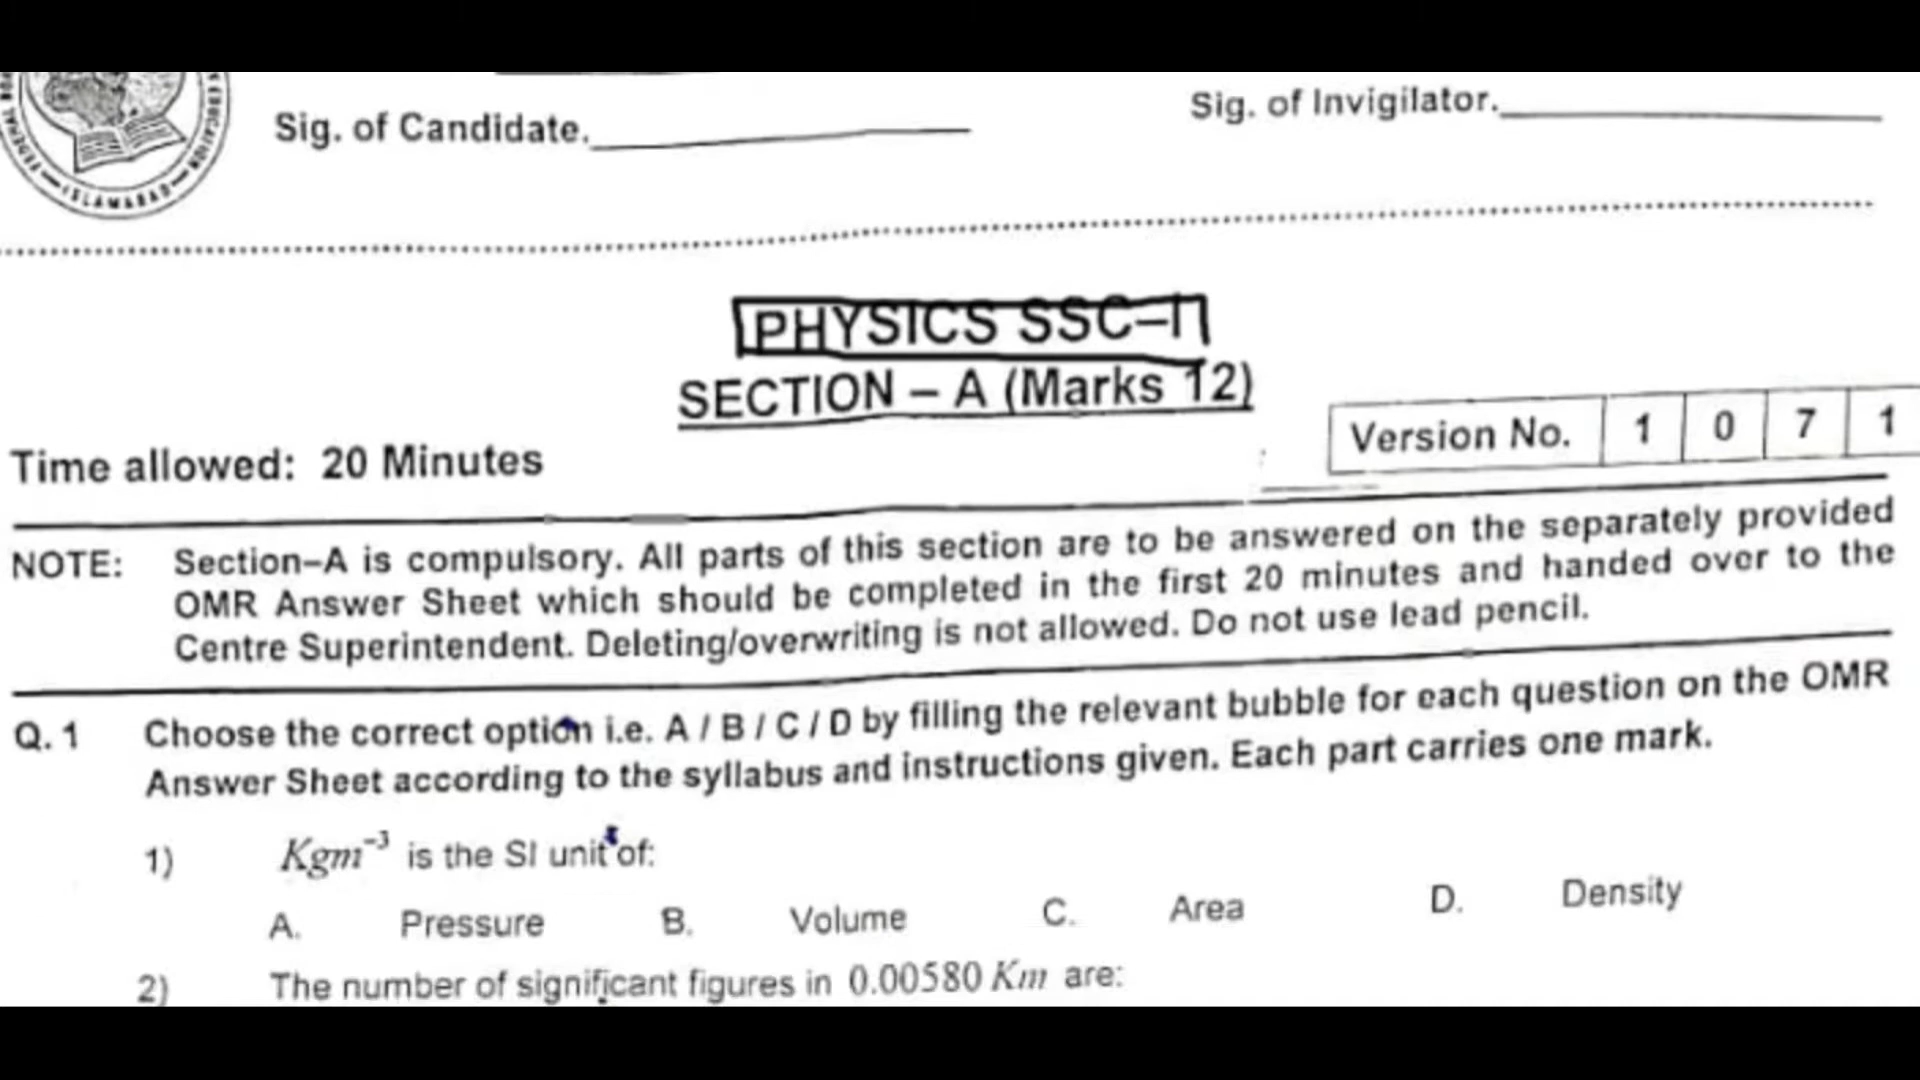 Sig. of Candidate.
Sig. of Invigilator.
ISLAMABAD
PHYSICS SSC–I
SECTION – A (Marks 12)
Time allowed: 20 Minutes
Version No. 1 0 7 1
NOTE: Section–A is compulsory. All parts of this section are to be answered on the separately provided
OMR Answer Sheet which should be completed in the first 20 minutes and handed over to the
Centre Superintendent. Deleting/overwriting is not allowed. Do not use lead pencil.
Q. 1 Choose the correct option i.e. A / B / C / D by filling the relevant bubble for each question on the OMR
Answer Sheet according to the syllabus and instructions given. Each part carries one mark.
1) Kgm⁻³ is the SI unit of:
A. Pressure B. Volume C. Area D. Density
2) The number of significant figures in 0.00580 Km are: